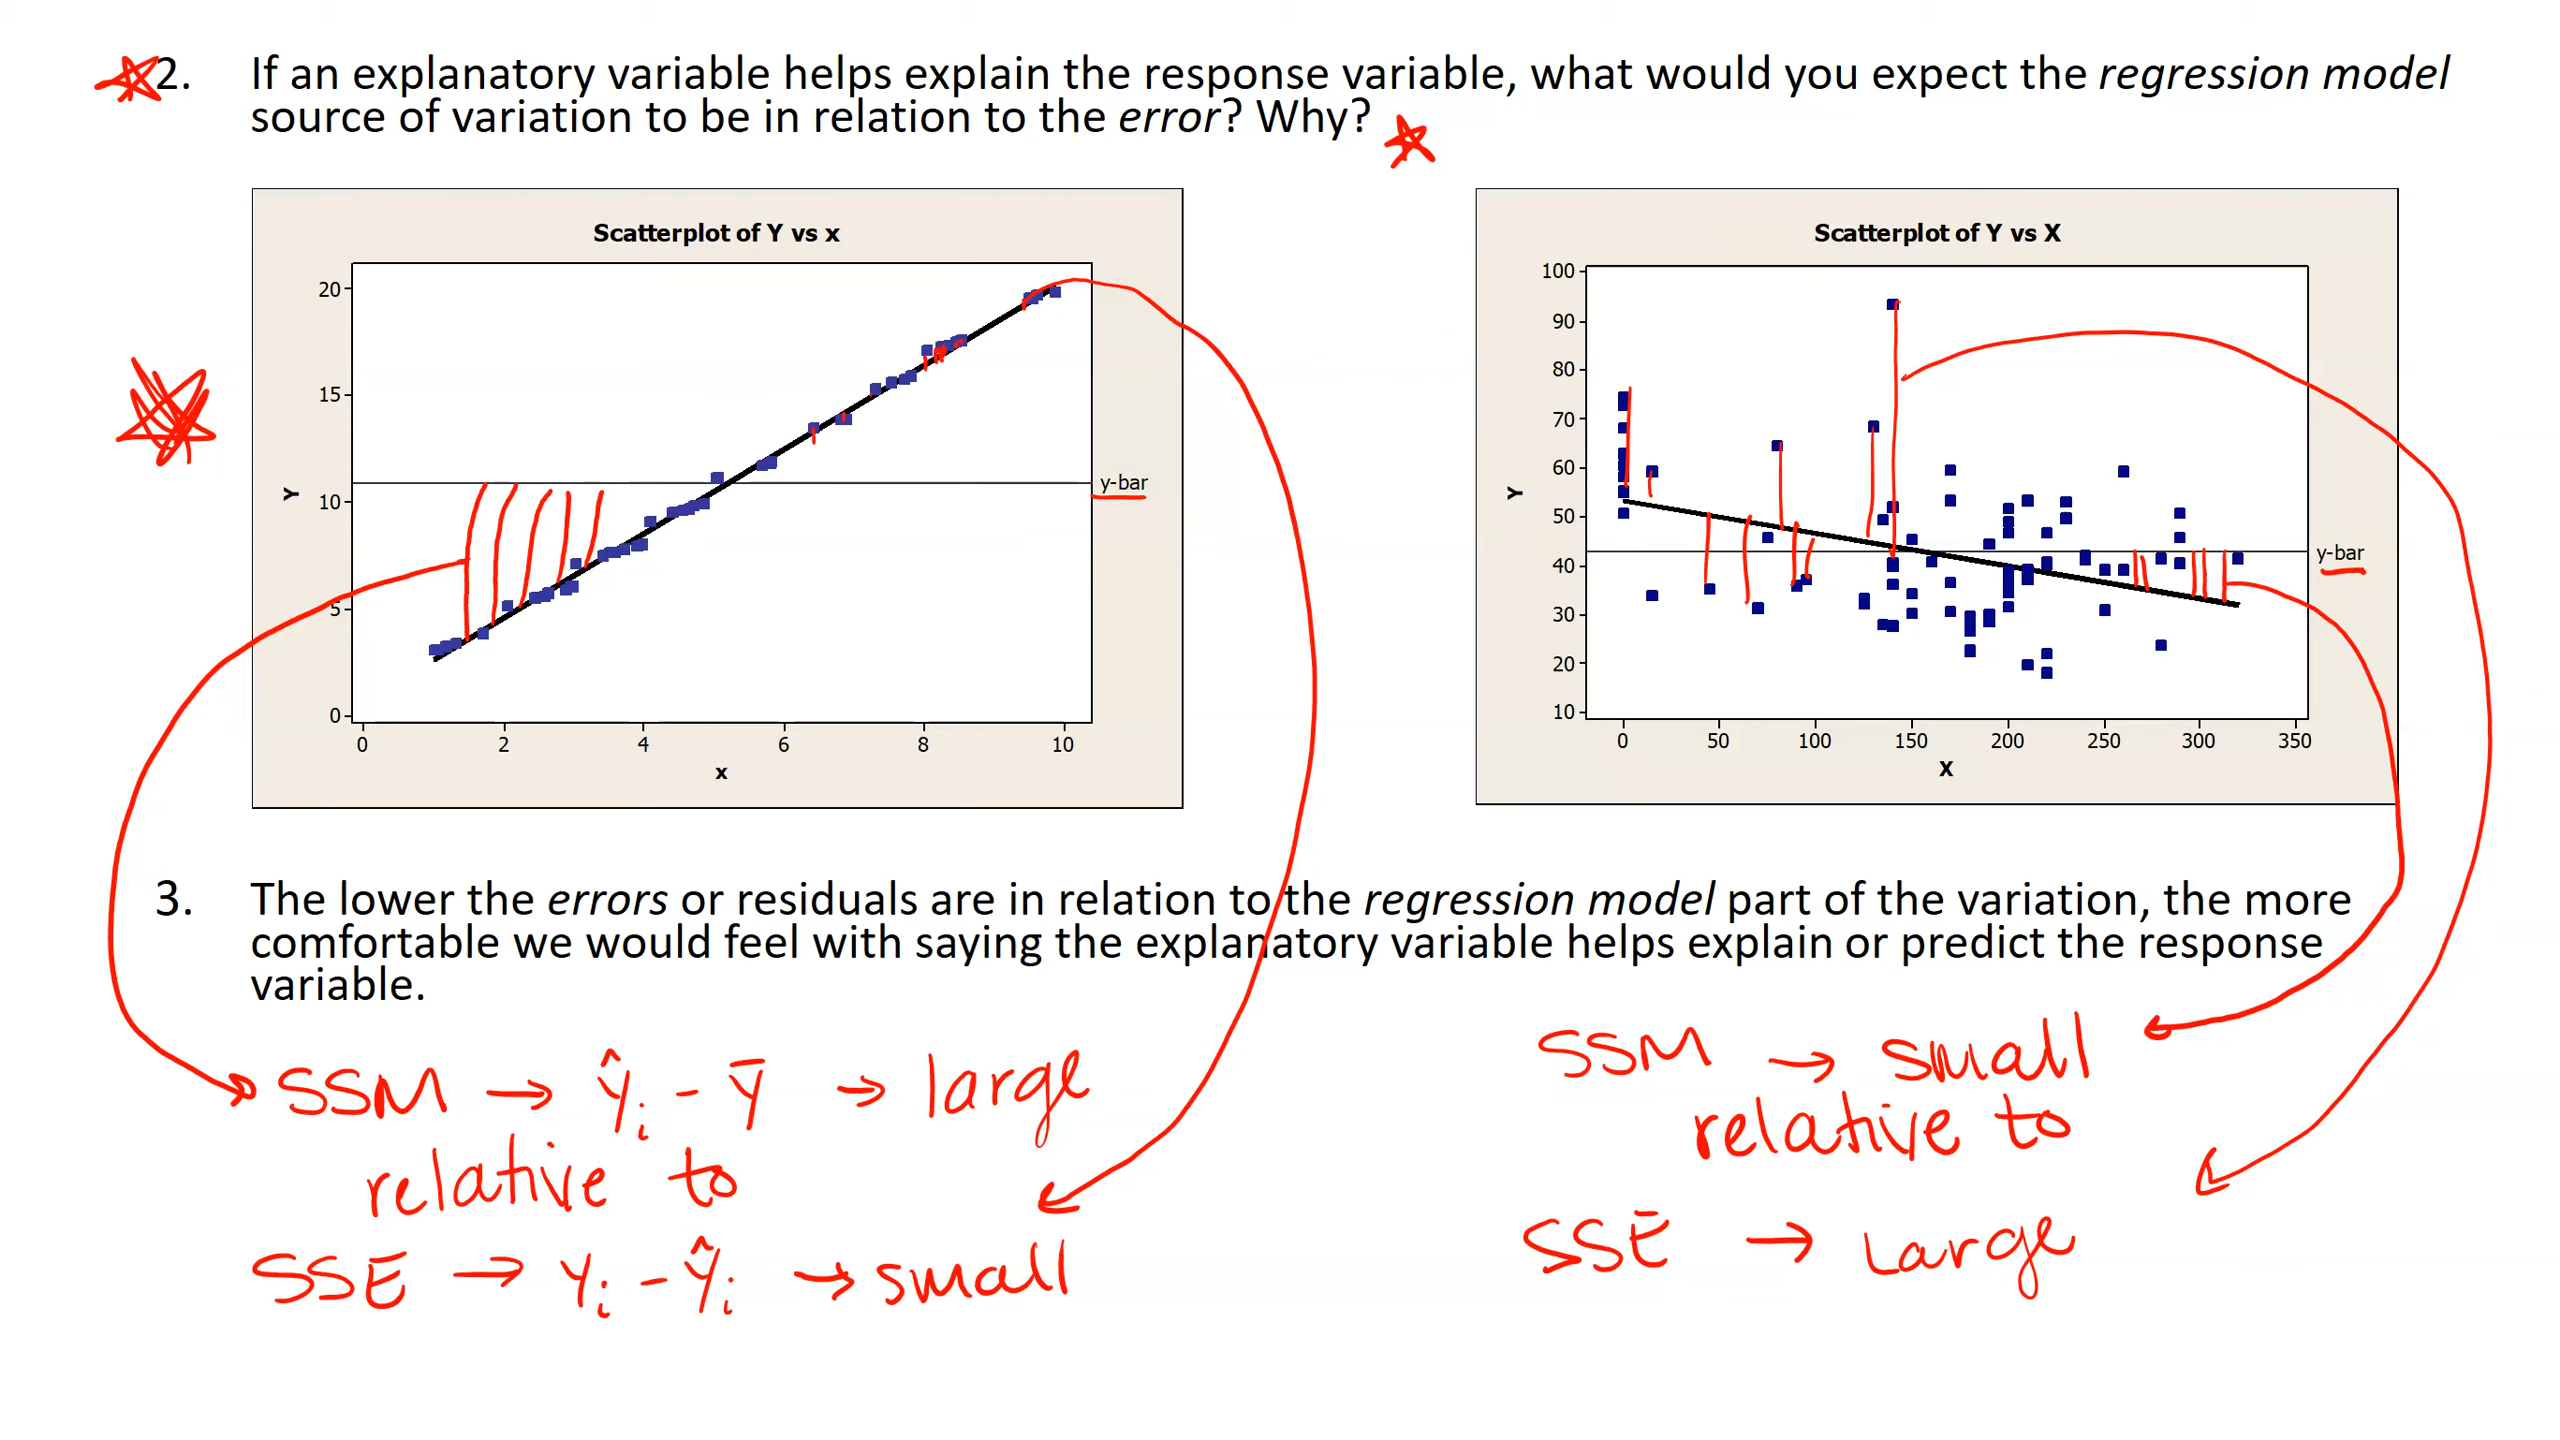 2. If an explanatory variable helps explain the response variable, what would you expect the regression model
source of variation to be in relation to the error? Why?
Scatterplot of Y vs x
20
15
10
5
0
Y
0 2 4 6 8 10
x
y-bar
Scatterplot of Y vs X
100
90
80
70
60
50
40
30
20
10
Y
0 50 100 150 200 250 300 350
X
y-bar
3. The lower the errors or residuals are in relation to the regression model part of the variation, the more
comfortable we would feel with saying the explanatory variable helps explain or predict the response
variable.
SSM → Ŷᵢ - Ȳ → large
relative to
SSE → Yᵢ - Ŷᵢ → small
SSM → small
relative to
SSE → Large